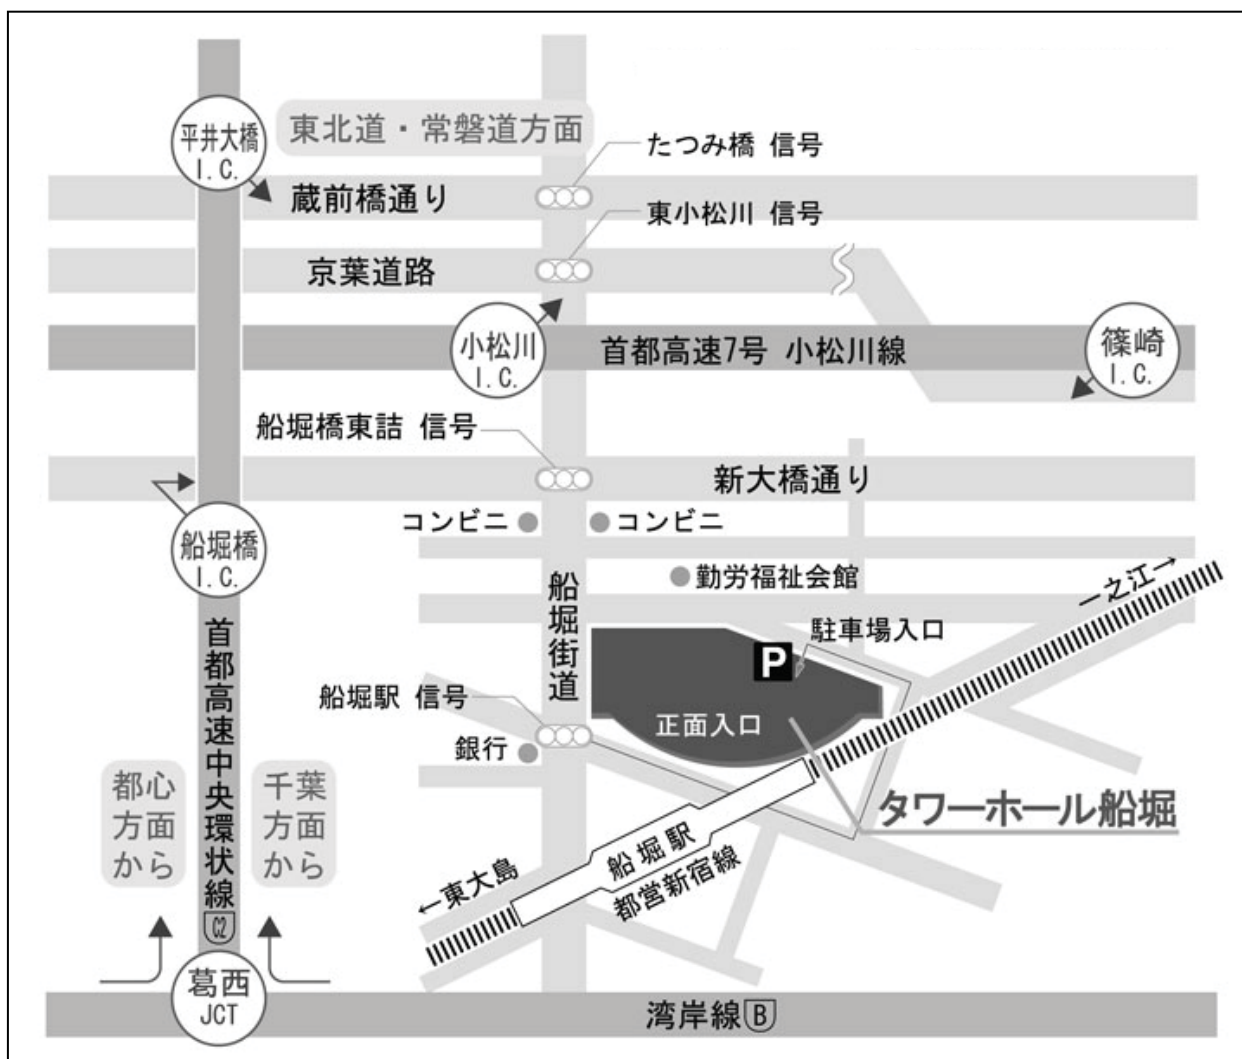 平井大橋
I.C.
東北道・常磐道方面
たつみ橋 信号
蔵前橋通り
東小松川 信号
京葉道路
小松川
I.C.
首都高速7号 小松川線
篠崎
I.C.
船堀橋東詰 信号
新大橋通り
コンビニ
コンビニ
船堀橋
I.C.
勤労福祉会館
一之江→
船堀街道
駐車場入口
P
首都高速中央環状線
C2
船堀駅 信号
正面入口
銀行
都心
方面
から
千葉
方面
から
タワーホール船堀
船堀駅
都営新宿線
←東大島
葛西
JCT
湾岸線B